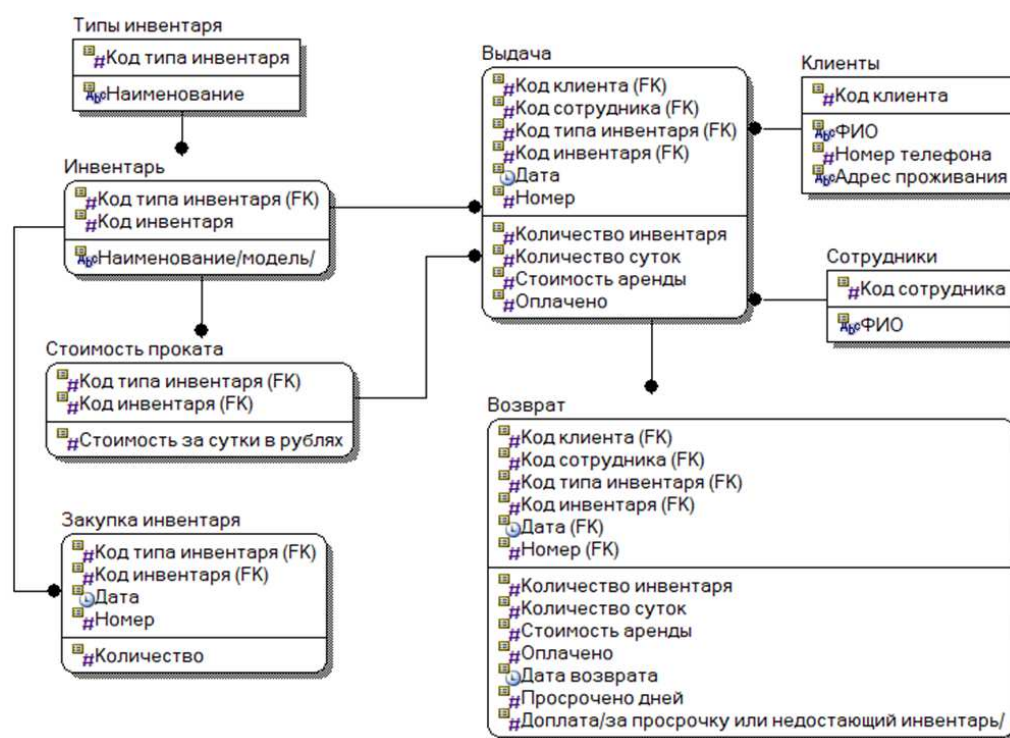 Типы инвентаря
#Код типа инвентаря
Наименование
Инвентарь
#Код типа инвентаря (FK)
#Код инвентаря
Наименование/модель/
Стоимость проката
#Код типа инвентаря (FK)
#Код инвентаря (FK)
#Стоимость за сутки в рублях
Закупка инвентаря
#Код типа инвентаря (FK)
#Код инвентаря (FK)
Дата
#Номер
#Количество
Выдача
#Код клиента (FK)
#Код сотрудника (FK)
#Код типа инвентаря (FK)
#Код инвентаря (FK)
Дата
#Номер
#Количество инвентаря
#Количество суток
#Стоимость аренды
#Оплачено
Клиенты
#Код клиента
ФИО
#Номер телефона
Адрес проживания
Сотрудники
#Код сотрудника
ФИО
Возврат
#Код клиента (FK)
#Код сотрудника (FK)
#Код типа инвентаря (FK)
#Код инвентаря (FK)
Дата (FK)
#Номер (FK)
#Количество инвентаря
#Количество суток
#Стоимость аренды
#Оплачено
Дата возврата
#Просрочено дней
#Доплата/за просрочку или недостающий инвентарь/